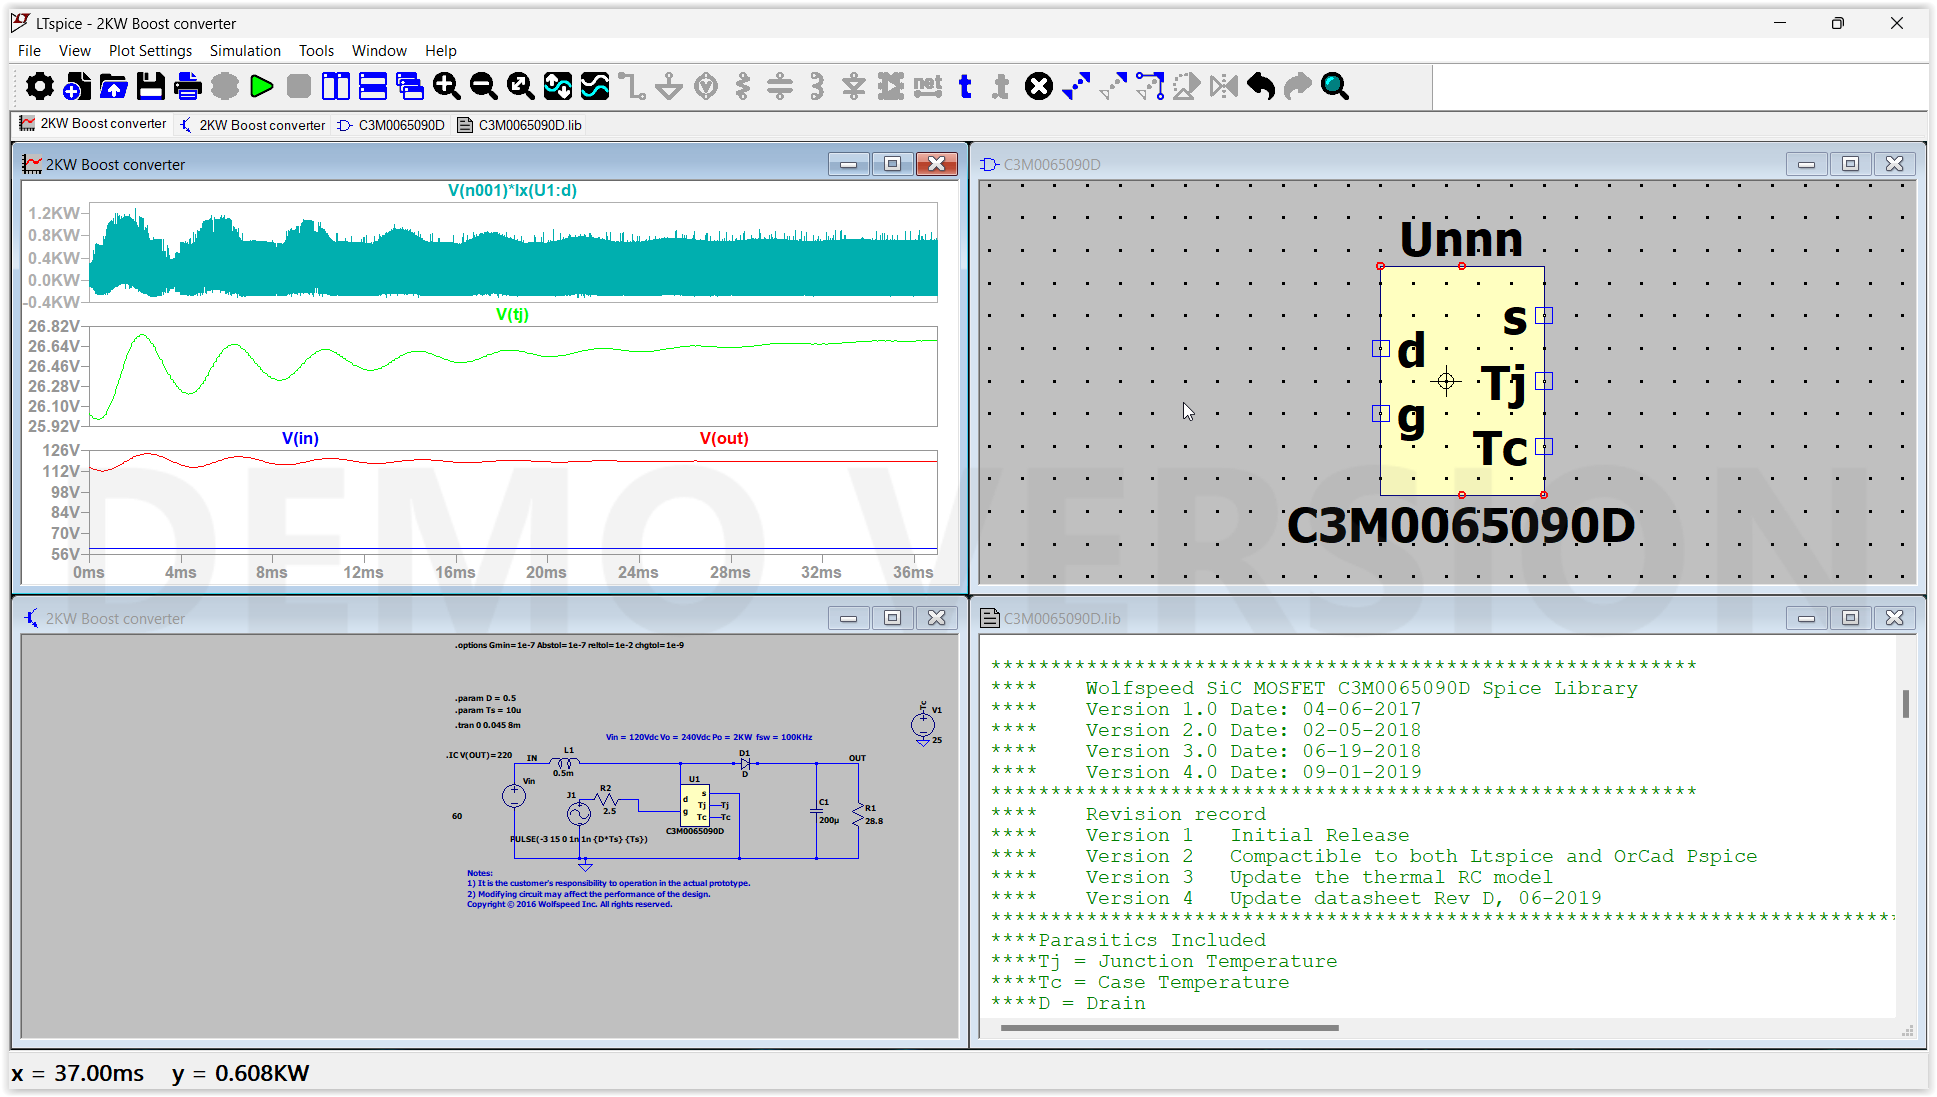 LTspice - 2KW Boost converter
File View Plot Settings Simulation Tools Window Help
net t t
2KW Boost converter 2KW Boost converter C3M0065090D C3M0065090D.lib
2KW Boost converter
V(n001)*Ix(U1:d)
1.2KW
0.8KW
0.4KW
0.0KW
-0.4KW
V(tj)
26.82V
26.64V
26.46V
26.28V
26.10V
25.92V
V(in) V(out)
126V
112V
98V
84V
70V
56V
0ms 4ms 8ms 12ms 16ms 20ms 24ms 28ms 32ms 36ms
C3M0065090D
Unnn
s
d
Tj
g
Tc
C3M0065090D
DEMO VERSION
2KW Boost converter
.options Gmin=1e-7 Abstol=1e-7 reltol=1e-2 chgtol=1e-9
.param D = 0.5
.param Ts = 10u
.tran 0 0.045 8m
Tc
V1
25
Vin = 120Vdc Vo = 240Vdc Po = 2KW fsw = 100KHz
.IC V(OUT)=220
IN
L1
0.5m
D1
D
OUT
Vin
60
J1
R2
2.5
U1
d
g
s
Tj
Tc
Tj
Tc
C3M0065090D
C1
200µ
R1
28.8
PULSE(-3 15 0 1n 1n {D*Ts} {Ts})
Notes:
1) It is the customer's responsibility to operation in the actual prototype.
2) Modifying circuit may affect the performance of the design.
Copyright © 2016 Wolfspeed Inc. All rights reserved.
C3M0065090D.lib
***********************************************************
**** Wolfspeed SiC MOSFET C3M0065090D Spice Library
**** Version 1.0 Date: 04-06-2017
**** Version 2.0 Date: 02-05-2018
**** Version 3.0 Date: 06-19-2018
**** Version 4.0 Date: 09-01-2019
***********************************************************
**** Revision record
**** Version 1 Initial Release
**** Version 2 Compactible to both Ltspice and OrCad Pspice
**** Version 3 Update the thermal RC model
**** Version 4 Update datasheet Rev D, 06-2019
****************************************************************************
****Parasitics Included
****Tj = Junction Temperature
****Tc = Case Temperature
****D = Drain
x = 37.00ms y = 0.608KW